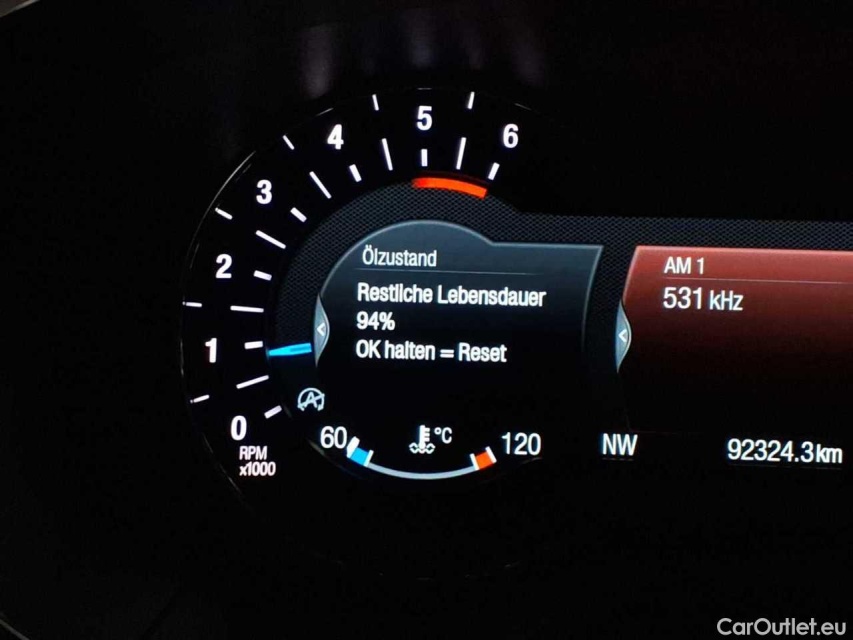 5
4
6
3
2
1
0
RPM
x1000
Ölzustand
Restliche Lebensdauer
94%
OK halten = Reset
AM 1
531 kHz
60
°C
120
NW
92324.3km
CarOutlet.eu